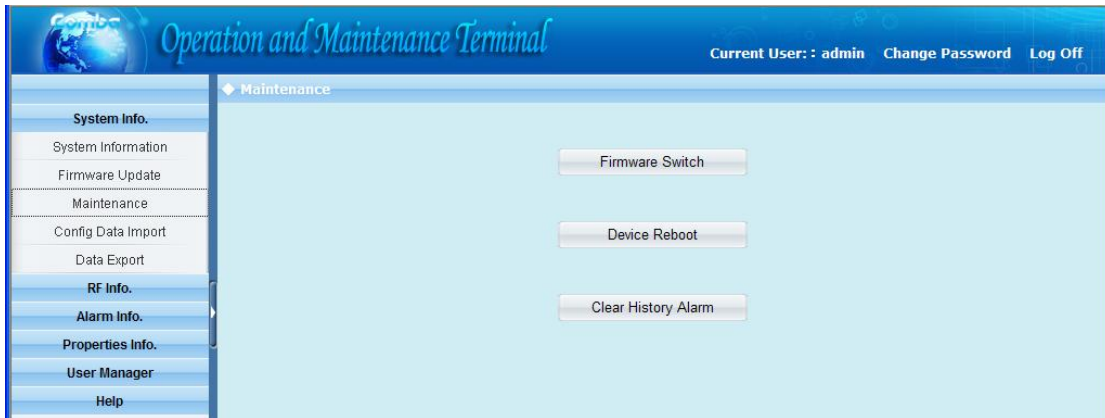 Comba
Operation and Maintenance Terminal
Current User: : admin Change Password Log Off
Maintenance
System Info.
System Information
Firmware Update
Maintenance
Config Data Import
Data Export
RF Info.
Alarm Info.
Properties Info.
User Manager
Help
Firmware Switch
Device Reboot
Clear History Alarm